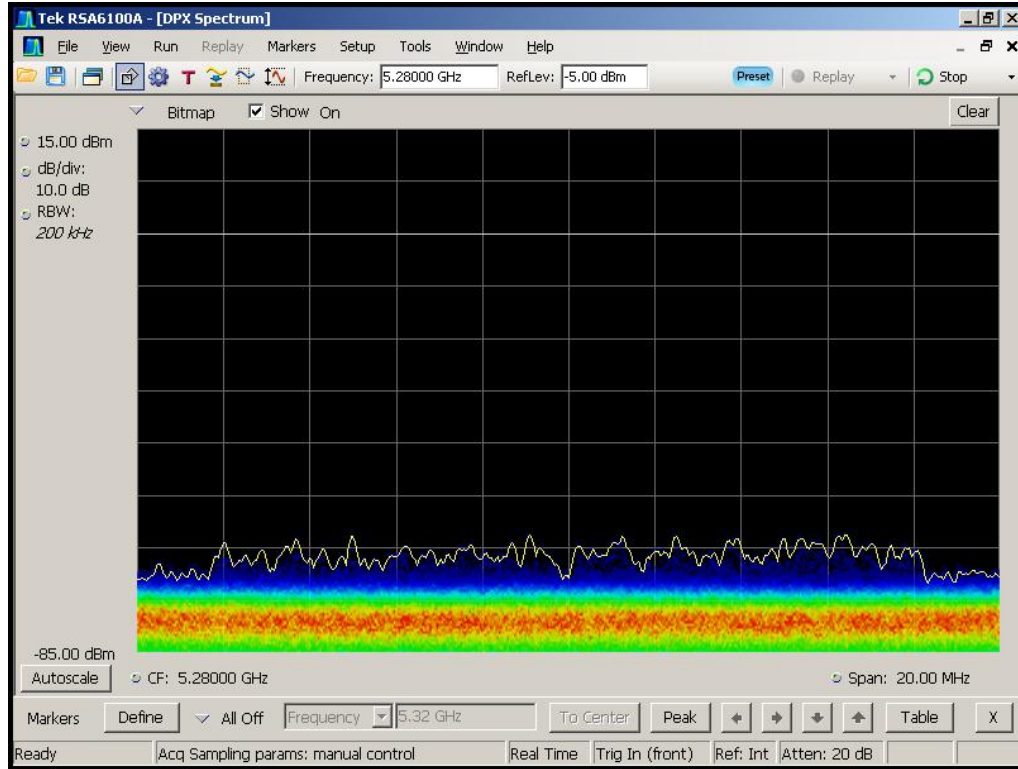 Tek RSA6100A - [DPX Spectrum]
File View Run Replay Markers Setup Tools Window Help
T Frequency: 5.28000 GHz RefLev: -5.00 dBm Preset Replay Stop
Bitmap Show On Clear
15.00 dBm
dB/div:
10.0 dB
RBW:
200 kHz
-85.00 dBm
Autoscale CF: 5.28000 GHz Span: 20.00 MHz
Markers Define All Off Frequency 5.32 GHz To Center Peak Table X
Ready Acq Sampling params: manual control Real Time Trig In (front) Ref: Int Atten: 20 dB